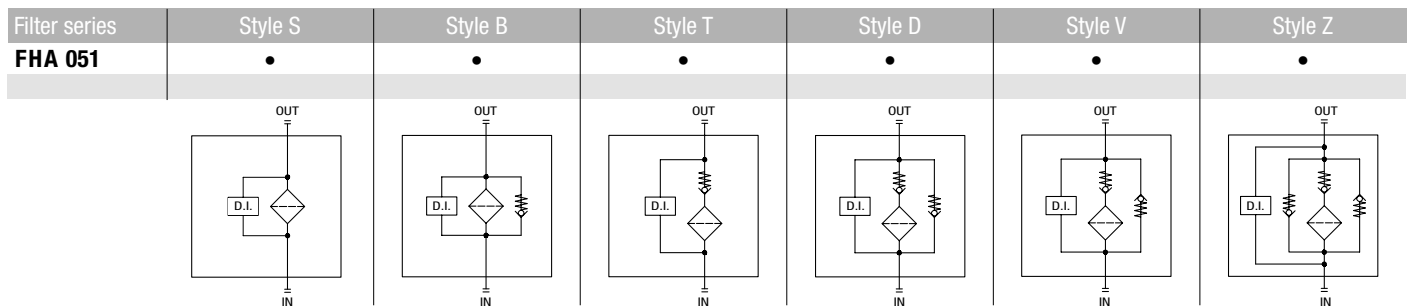 Filter series Style S Style B Style T Style D Style V Style Z
FHA 051 • • • • • •
OUT OUT OUT OUT OUT OUT
D.I. D.I. D.I. D.I. D.I. D.I.
IN IN IN IN IN IN